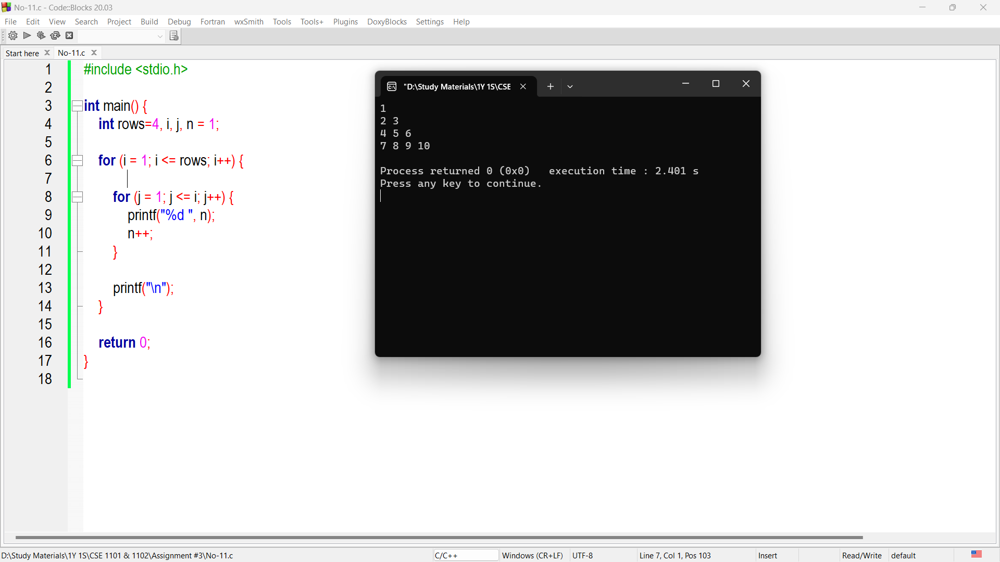 No-11.c - Code::Blocks 20.03
File Edit View Search Project Build Debug Fortran wxSmith Tools Tools+ Plugins DoxyBlocks Settings Help
Start here No-11.c
1 #include <stdio.h>
2
3 int main() {
4 int rows=4, i, j, n = 1;
5
6 for (i = 1; i <= rows; i++) {
7
8 for (j = 1; j <= i; j++) {
9 printf("%d ", n);
10 n++;
11 }
12
13 printf("\n");
14 }
15
16 return 0;
17 }
18
"D:\Study Materials\1Y 1S\CSE
1
2 3
4 5 6
7 8 9 10
Process returned 0 (0x0)   execution time : 2.401 s
Press any key to continue.
D:\Study Materials\1Y 1S\CSE 1101 & 1102\Assignment #3\No-11.c C/C++ Windows (CR+LF) UTF-8 Line 7, Col 1, Pos 103 Insert Read/Write default